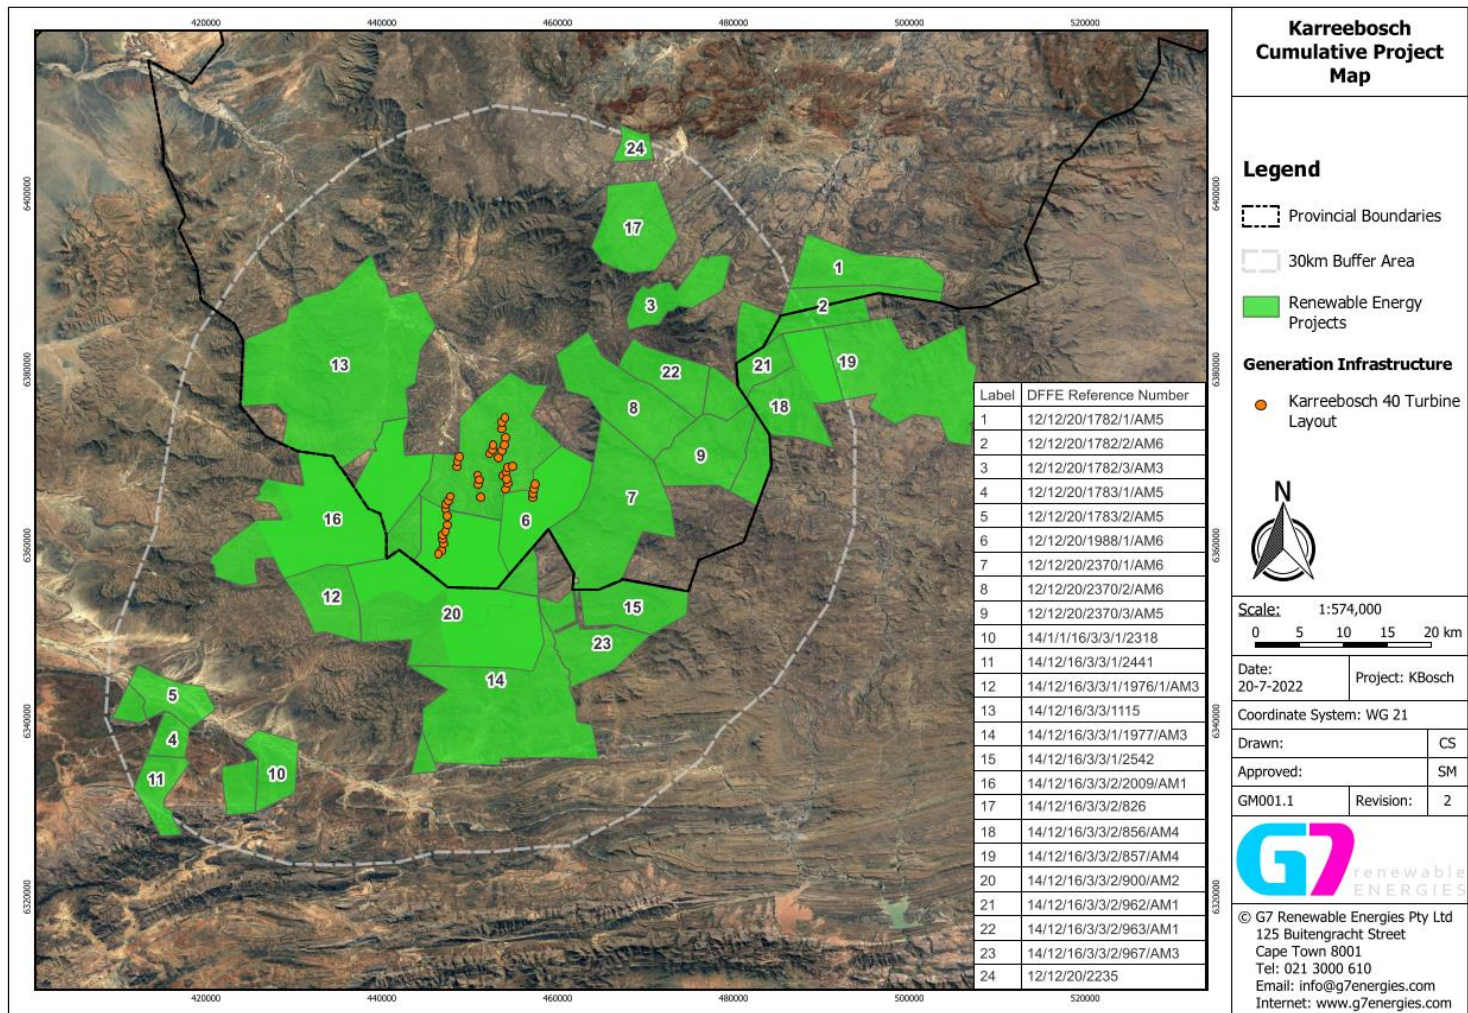 420000
440000
460000
480000
500000
520000
6400000
6380000
6360000
6340000
6320000
6400000
6380000
6360000
6340000
6320000
420000
440000
460000
480000
500000
520000
24
17
1
3
2
13
22
21
19
8
18
9
16
6
7
12
20
15
23
14
5
4
11
10
Label DFFE Reference Number
1 12/12/20/1782/1/AM5
2 12/12/20/1782/2/AM6
3 12/12/20/1782/3/AM3
4 12/12/20/1783/1/AM5
5 12/12/20/1783/2/AM5
6 12/12/20/1988/1/AM6
7 12/12/20/2370/1/AM6
8 12/12/20/2370/2/AM6
9 12/12/20/2370/3/AM5
10 14/1/1/16/3/3/1/2318
11 14/12/16/3/3/1/2441
12 14/12/16/3/3/1/1976/1/AM3
13 14/12/16/3/3/1115
14 14/12/16/3/3/1/1977/AM3
15 14/12/16/3/3/1/2542
16 14/12/16/3/3/2/2009/AM1
17 14/12/16/3/3/2/826
18 14/12/16/3/3/2/856/AM4
19 14/12/16/3/3/2/857/AM4
20 14/12/16/3/3/2/900/AM2
21 14/12/16/3/3/2/962/AM1
22 14/12/16/3/3/2/963/AM1
23 14/12/16/3/3/2/967/AM3
24 12/12/20/2235
Karreebosch
Cumulative Project
Map
Legend
Provincial Boundaries
30km Buffer Area
Renewable Energy
Projects
Generation Infrastructure
Karreebosch 40 Turbine
Layout
N
Scale: 1:574,000
0 5 10 15 20 km
Date:
20-7-2022
Project: KBosch
Coordinate System: WG 21
Drawn: CS
Approved: SM
GM001.1 Revision: 2
G7
renewable
ENERGIES
© G7 Renewable Energies Pty Ltd
125 Buitengracht Street
Cape Town 8001
Tel: 021 3000 610
Email: info@g7energies.com
Internet: www.g7energies.com